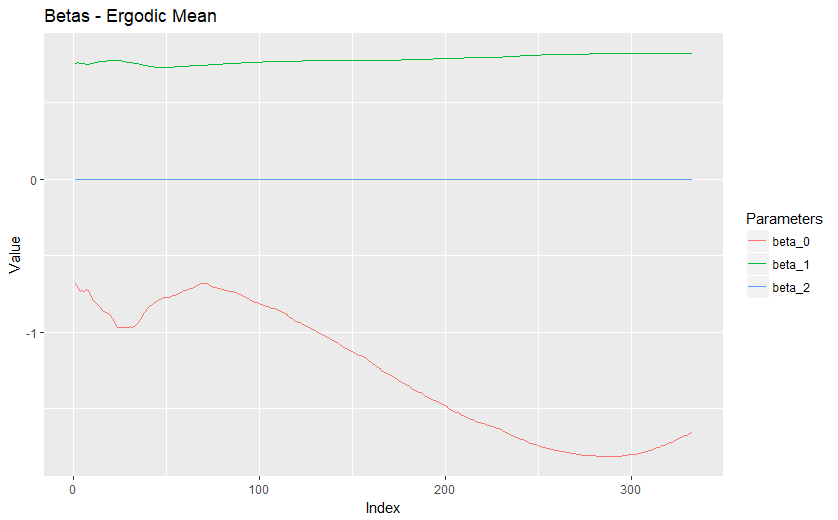 Betas - Ergodic Mean
Value
0
-1
0
100
200
300
Index
Parameters
beta_0
beta_1
beta_2